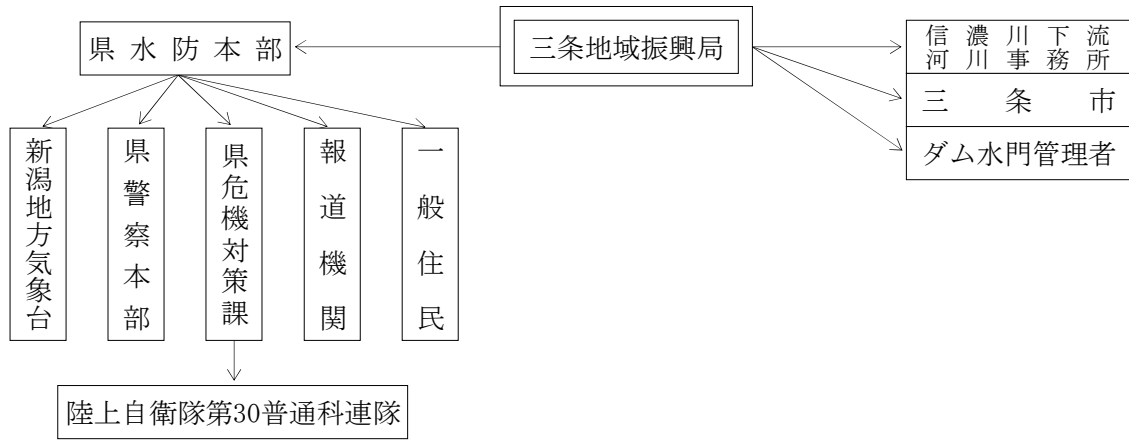 県水防本部
三条地域振興局
信濃川下流
河川事務所
三条市
ダム水門管理者
新潟地方気象台
県警察本部
県危機対策課
報道機関
一般住民
陸上自衛隊第30普通科連隊